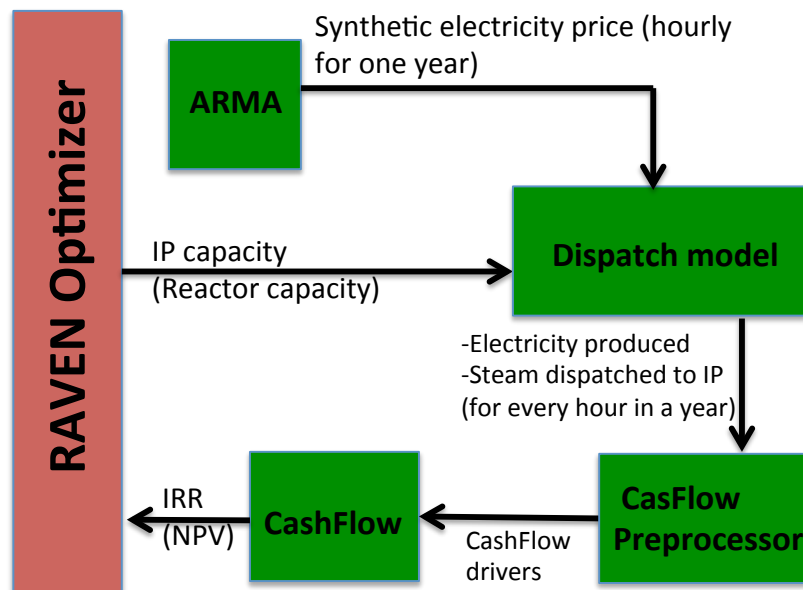 RAVEN Optimizer
Synthetic electricity price (hourly
for one year)
ARMA
IP capacity
(Reactor capacity)
Dispatch model
-Electricity produced
-Steam dispatched to IP
(for every hour in a year)
CasFlow
Preprocessor
CashFlow
drivers
CashFlow
IRR
(NPV)